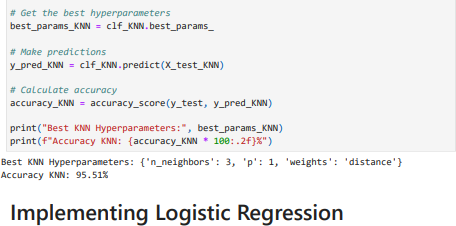 # Get the best hyperparameters
best_params_KNN = clf_KNN.best_params_
# Make predictions
y_pred_KNN = clf_KNN.predict(X_test_KNN)
# Calculate accuracy
accuracy_KNN = accuracy_score(y_test, y_pred_KNN)
print("Best KNN Hyperparameters:", best_params_KNN)
print(f"Accuracy KNN: {accuracy_KNN * 100:.2f}%")
Best KNN Hyperparameters: {'n_neighbors': 3, 'p': 1, 'weights': 'distance'}
Accuracy KNN: 95.51%
Implementing Logistic Regression